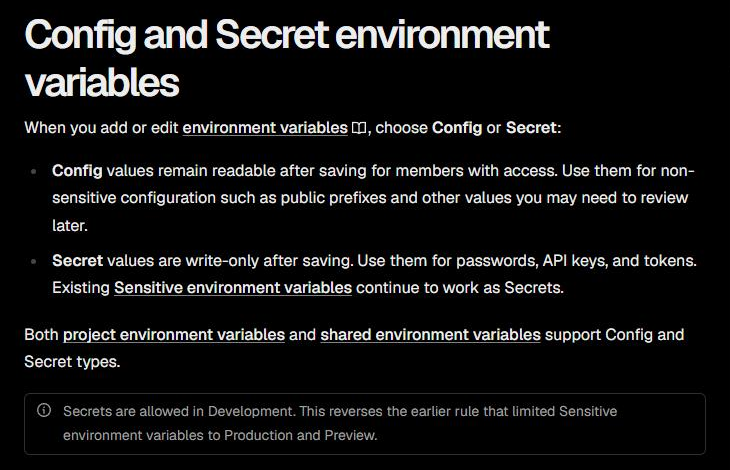 Config and Secret environment
variables
When you add or edit environment variables, choose Config or Secret:
Config values remain readable after saving for members with access. Use them for non-
sensitive configuration such as public prefixes and other values you may need to review
later.
Secret values are write-only after saving. Use them for passwords, API keys, and tokens.
Existing Sensitive environment variables continue to work as Secrets.
Both project environment variables and shared environment variables support Config and
Secret types.
Secrets are allowed in Development. This reverses the earlier rule that limited Sensitive
environment variables to Production and Preview.